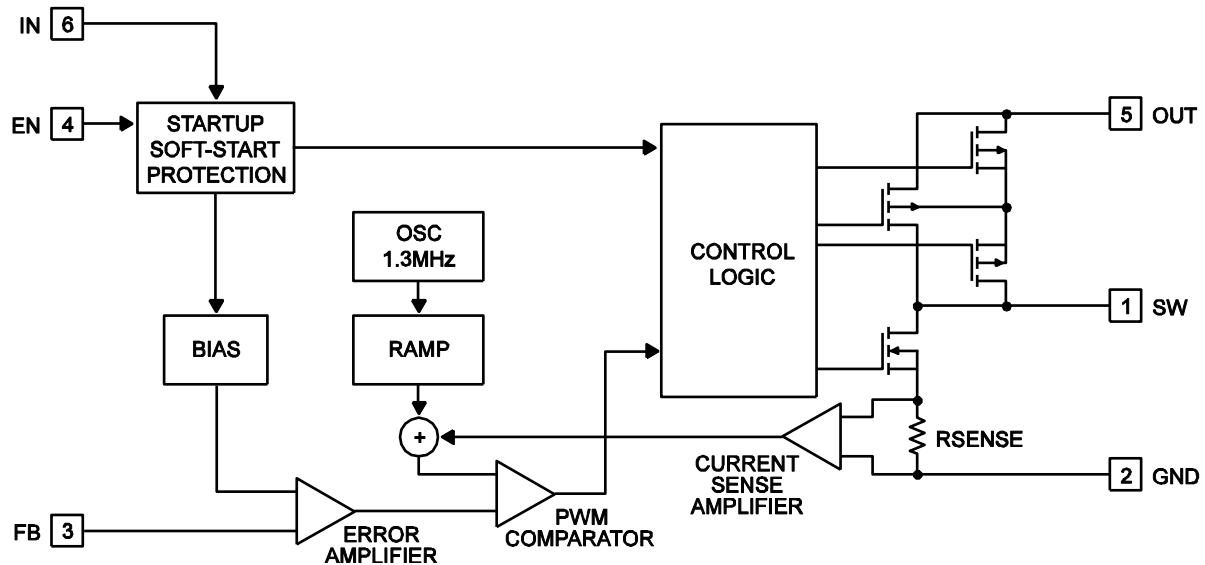 IN 6
EN 4
STARTUP
SOFT-START
PROTECTION
OSC
1.3MHz
BIAS
RAMP
+
CONTROL
LOGIC
5 OUT
1 SW
RSENSE
2 GND
CURRENT
SENSE
AMPLIFIER
PWM
COMPARATOR
ERROR
AMPLIFIER
FB 3